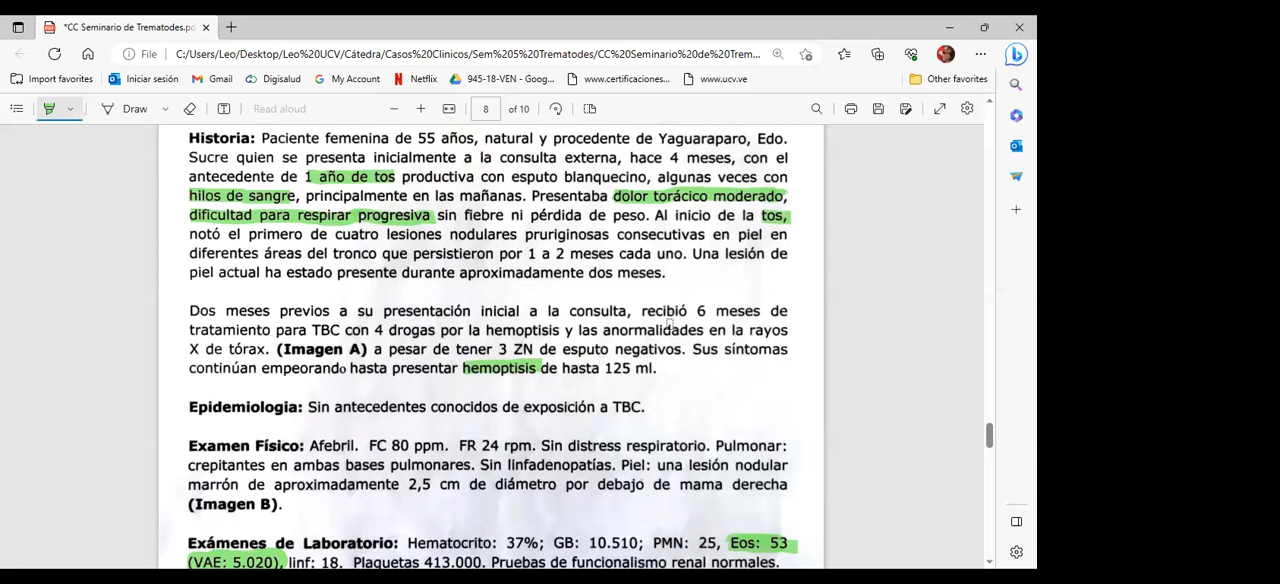 *CC Seminario de Trematodes.pd
File
C:/Users/Leo/Desktop/Leo%20UCV/Cátedra/Casos%20Clinicos/Sem%205%20Trematodes/CC%20Seminario%20de%20Trem...
Import favorites
Iniciar sesión
Gmail
Digisalud
My Account
Netflix
945-18-VEN - Goog...
www.certificaciones...
www.ucv.ve
Other favorites
Draw
Read aloud
8 of 10
Historia: Paciente femenina de 55 años, natural y procedente de Yaguaraparo, Edo.
Sucre quien se presenta inicialmente a la consulta externa, hace 4 meses, con el
antecedente de 1 año de tos productiva con esputo blanquecino, algunas veces con
hilos de sangre, principalmente en las mañanas. Presentaba dolor torácico moderado,
dificultad para respirar progresiva sin fiebre ni pérdida de peso. Al inicio de la tos,
notó el primero de cuatro lesiones nodulares pruriginosas consecutivas en piel en
diferentes áreas del tronco que persistieron por 1 a 2 meses cada uno. Una lesión de
piel actual ha estado presente durante aproximadamente dos meses.
Dos meses previos a su presentación inicial a la consulta, recibió 6 meses de
tratamiento para TBC con 4 drogas por la hemoptisis y las anormalidades en la rayos
X de tórax. (Imagen A) a pesar de tener 3 ZN de esputo negativos. Sus síntomas
continúan empeorando hasta presentar hemoptisis de hasta 125 ml.
Epidemiologia: Sin antecedentes conocidos de exposición a TBC.
Examen Físico: Afebril. FC 80 ppm. FR 24 rpm. Sin distress respiratorio. Pulmonar:
crepitantes en ambas bases pulmonares. Sin linfadenopatías. Piel: una lesión nodular
marrón de aproximadamente 2,5 cm de diámetro por debajo de mama derecha
(Imagen B).
Exámenes de Laboratorio: Hematocrito: 37%; GB: 10.510; PMN: 25, Eos: 53
(VAE: 5.020), linf: 18. Plaquetas 413.000. Pruebas de funcionalismo renal normales.